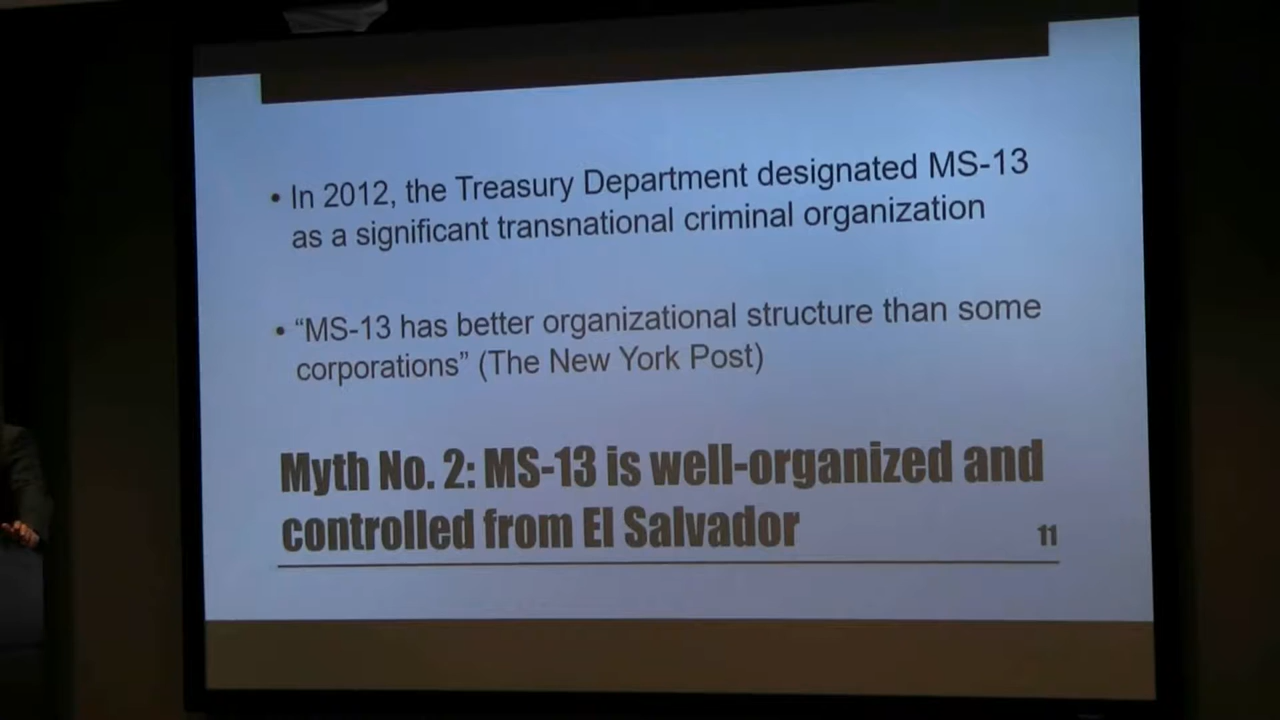 • In 2012, the Treasury Department designated MS-13
as a significant transnational criminal organization
• “MS-13 has better organizational structure than some
corporations” (The New York Post)
Myth No. 2: MS-13 is well-organized and
controlled from El Salvador
11